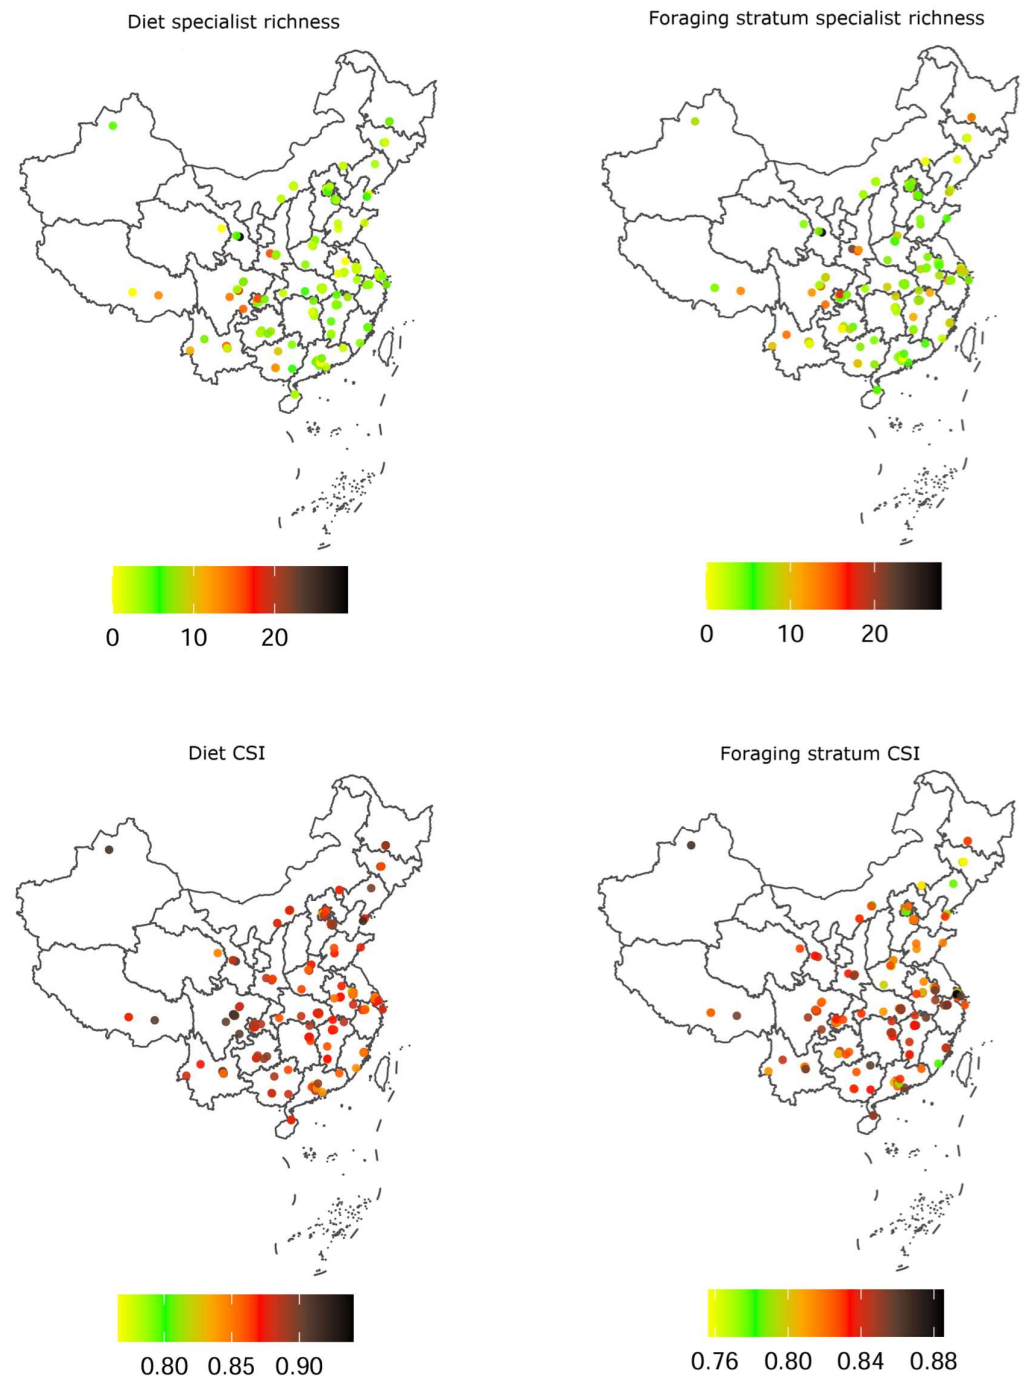 Diet specialist richness
Foraging stratum specialist richness
0 10 20
0 10 20
Diet CSI
Foraging stratum CSI
0.80 0.85 0.90
0.76 0.80 0.84 0.88